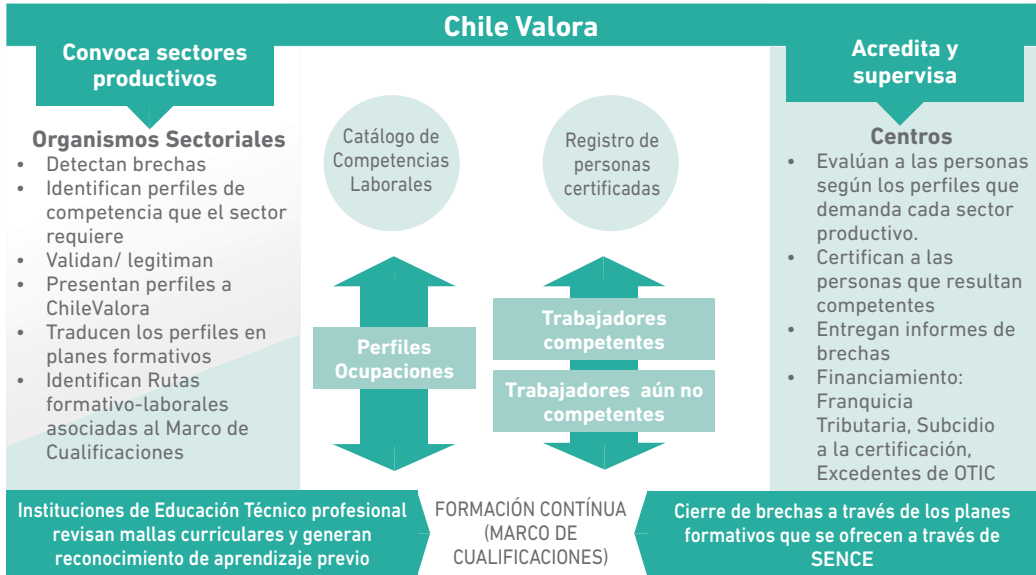 Chile Valora
Convoca sectores
productivos
Organismos Sectoriales
• Detectan brechas
• Identifican perfiles de
competencia que el sector
requiere
• Validan/ legitiman
• Presentan perfiles a
ChileValora
• Traducen los perfiles en
planes formativos
• Identifican Rutas
formativo-laborales
asociadas al Marco de
Cualificaciones
Catálogo de
Competencias
Laborales
Perfiles
Ocupaciones
Registro de
personas
certificadas
Trabajadores
competentes
Trabajadores aún no
competentes
Acredita y
supervisa
Centros
• Evalúan a las personas
según los perfiles que
demanda cada sector
productivo.
• Certifican a las
personas que resultan
competentes
• Entregan informes de
brechas
• Financiamiento:
Franquicia
Tributaria, Subcidio
a la certificación,
Excedentes de OTIC
Instituciones de Educación Técnico profesional
revisan mallas curriculares y generan
reconocimiento de aprendizaje previo
FORMACIÓN CONTÍNUA
(MARCO DE
CUALIFICACIONES)
Cierre de brechas a través de los planes
formativos que se ofrecen a través de
SENCE